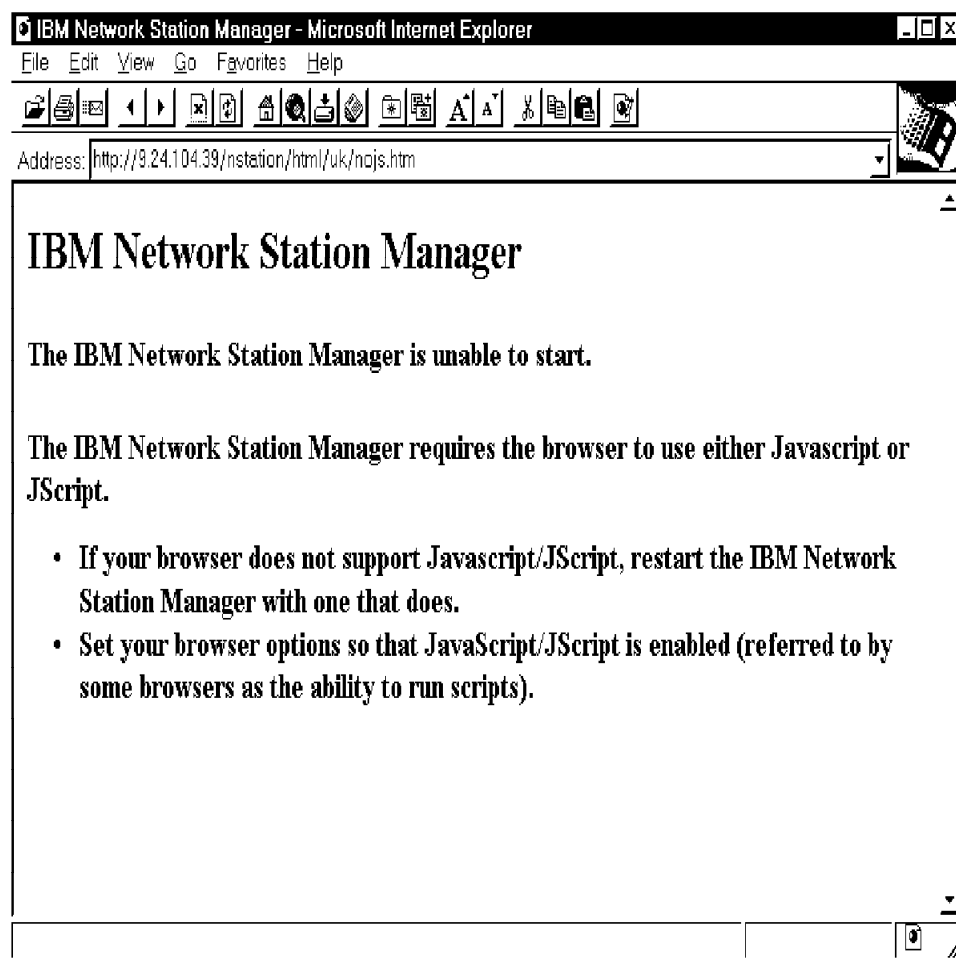 IBM Network Station Manager - Microsoft Internet Explorer
File Edit View Go Favorites Help
Address: http://9.24.104.39/nstation/html/uk/nojs.htm
IBM Network Station Manager
The IBM Network Station Manager is unable to start.
The IBM Network Station Manager requires the browser to use either Javascript or
JScript.
• If your browser does not support Javascript/JScript, restart the IBM Network
Station Manager with one that does.
• Set your browser options so that JavaScript/JScript is enabled (referred to by
some browsers as the ability to run scripts).